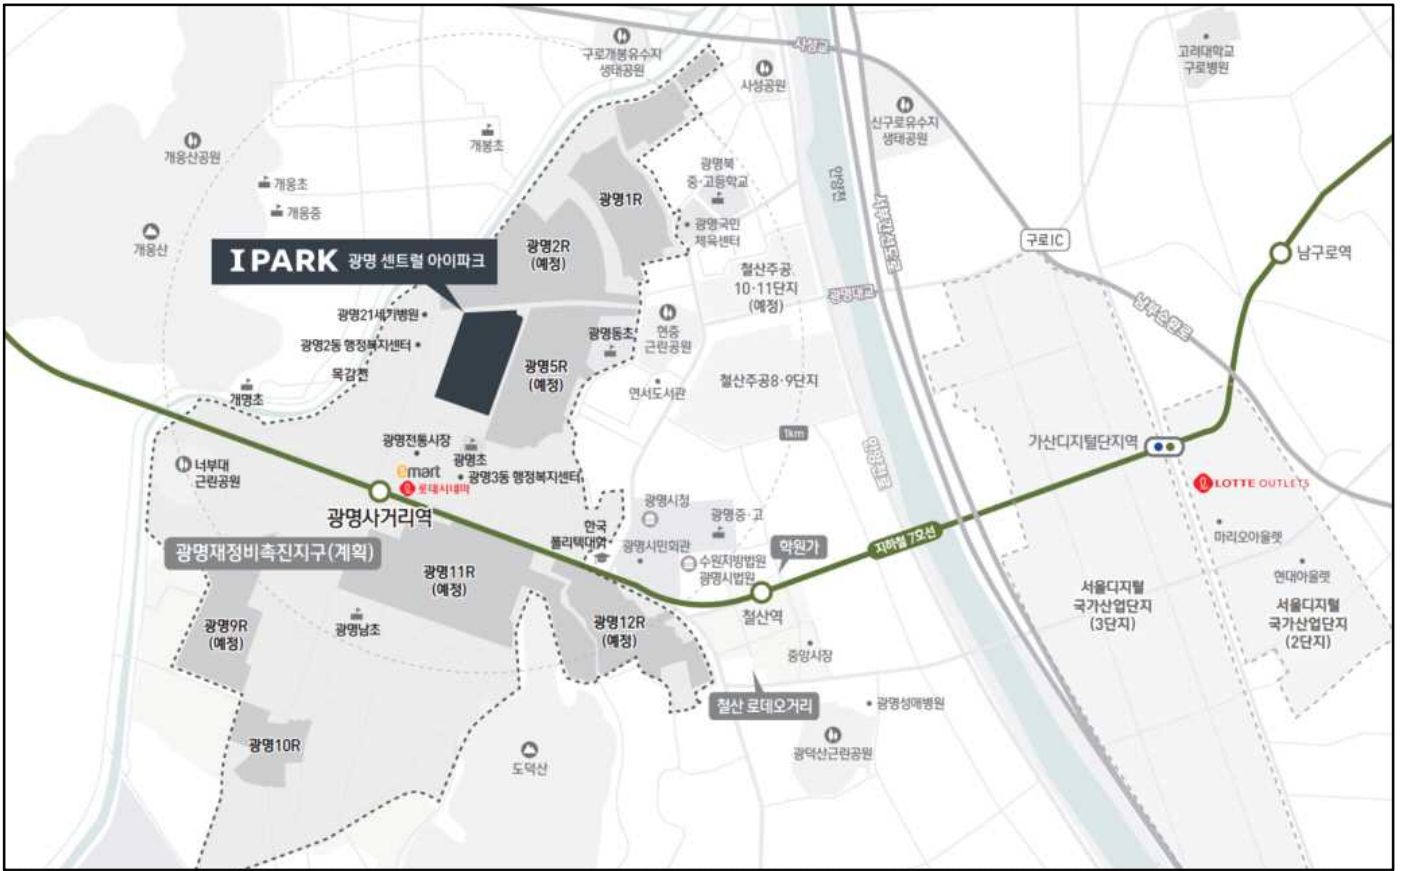 구로개봉유수지
생태공원
사성교
사성공원
고려대학교
구로병원
신구로유수지
생태공원
개웅산공원
개봉초
개웅초
개웅중
개웅산
광명북
중·고등학교
광명국민
체육센터
안양천
서부간선도로
구로IC
남구로역
남부순환로
광명1R
광명2R
(예정)
I PARK 광명 센트럴 아이파크
철산주공
10·11단지
(예정)
광명대교
광명21세기병원
광명2동 행정복지센터
목감천
광명5R
(예정)
광명동초
현충
근린공원
연서도서관
철산주공8·9단지
개명초
1km
안양천로
가산디지털단지역
광명전통시장
광명초
emart
롯데시네마
광명3동 행정복지센터
너부대
근린공원
LOTTE OUTLETS
마리오아울렛
현대아울렛
광명사거리역
광명재정비촉진지구(계획)
한국
폴리텍대학
광명시청
광명시민회관
광명중·고
수원지방법원
광명시법원
학원가
지하철 7호선
철산역
광명11R
(예정)
광명9R
(예정)
광명남초
광명12R
(예정)
서울디지털
국가산업단지
(3단지)
서울디지털
국가산업단지
(2단지)
중앙시장
철산 로데오거리
광명성애병원
광덕산근린공원
광명10R
도덕산